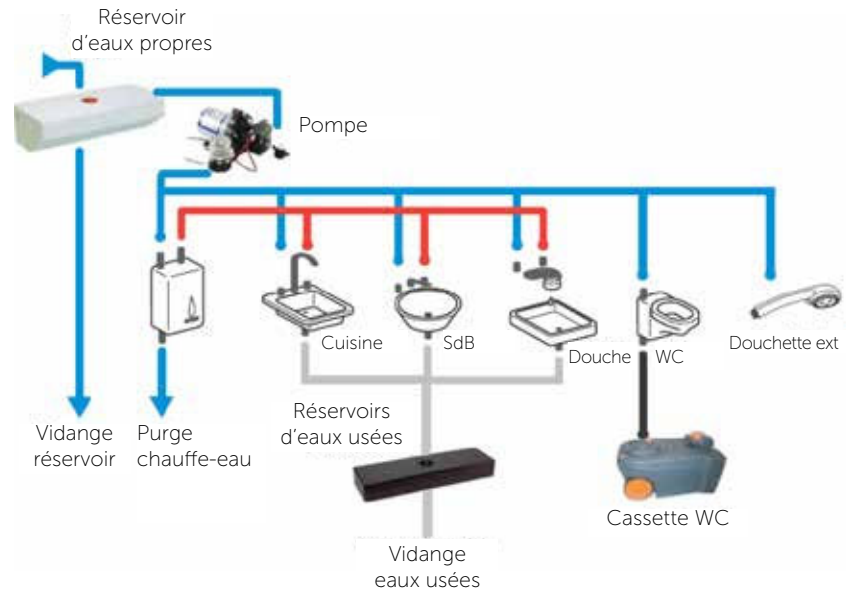 Réservoir
d'eaux propres
Pompe
Cuisine
SdB
Douche
WC
Douchette ext
Vidange
réservoir
Purge
chauffe-eau
Réservoirs
d'eaux usées
Cassette WC
Vidange
eaux usées